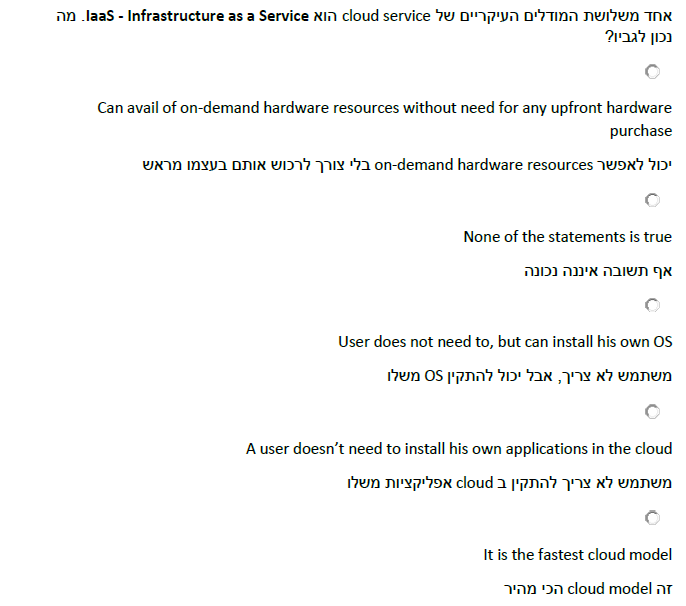 אחד משלושת המודלים העיקריים של cloud service הוא IaaS - Infrastructure as a Service. מה
נכון לגביו?
Can avail of on-demand hardware resources without need for any upfront hardware
purchase
יכול לאפשר on-demand hardware resources בלי צורך לרכוש אותם בעצמו מראש
None of the statements is true
אף תשובה איננה נכונה
User does not need to, but can install his own OS
משתמש לא צריך, אבל יכול להתקין OS משלו
A user doesn’t need to install his own applications in the cloud
משתמש לא צריך להתקין ב cloud אפליקציות משלו
It is the fastest cloud model
זה cloud model הכי מהיר